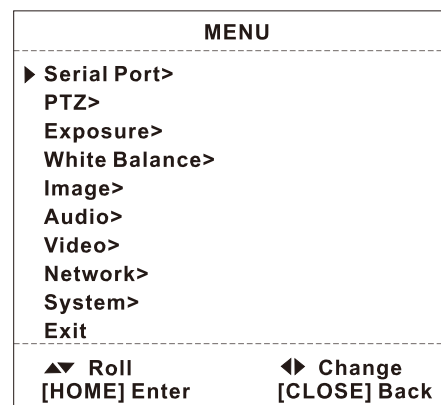 MENU
▶ Serial Port>
PTZ>
Exposure>
White Balance>
Image>
Audio>
Video>
Network>
System>
Exit
▲▼ Roll ◀▶ Change
[HOME] Enter [CLOSE] Back